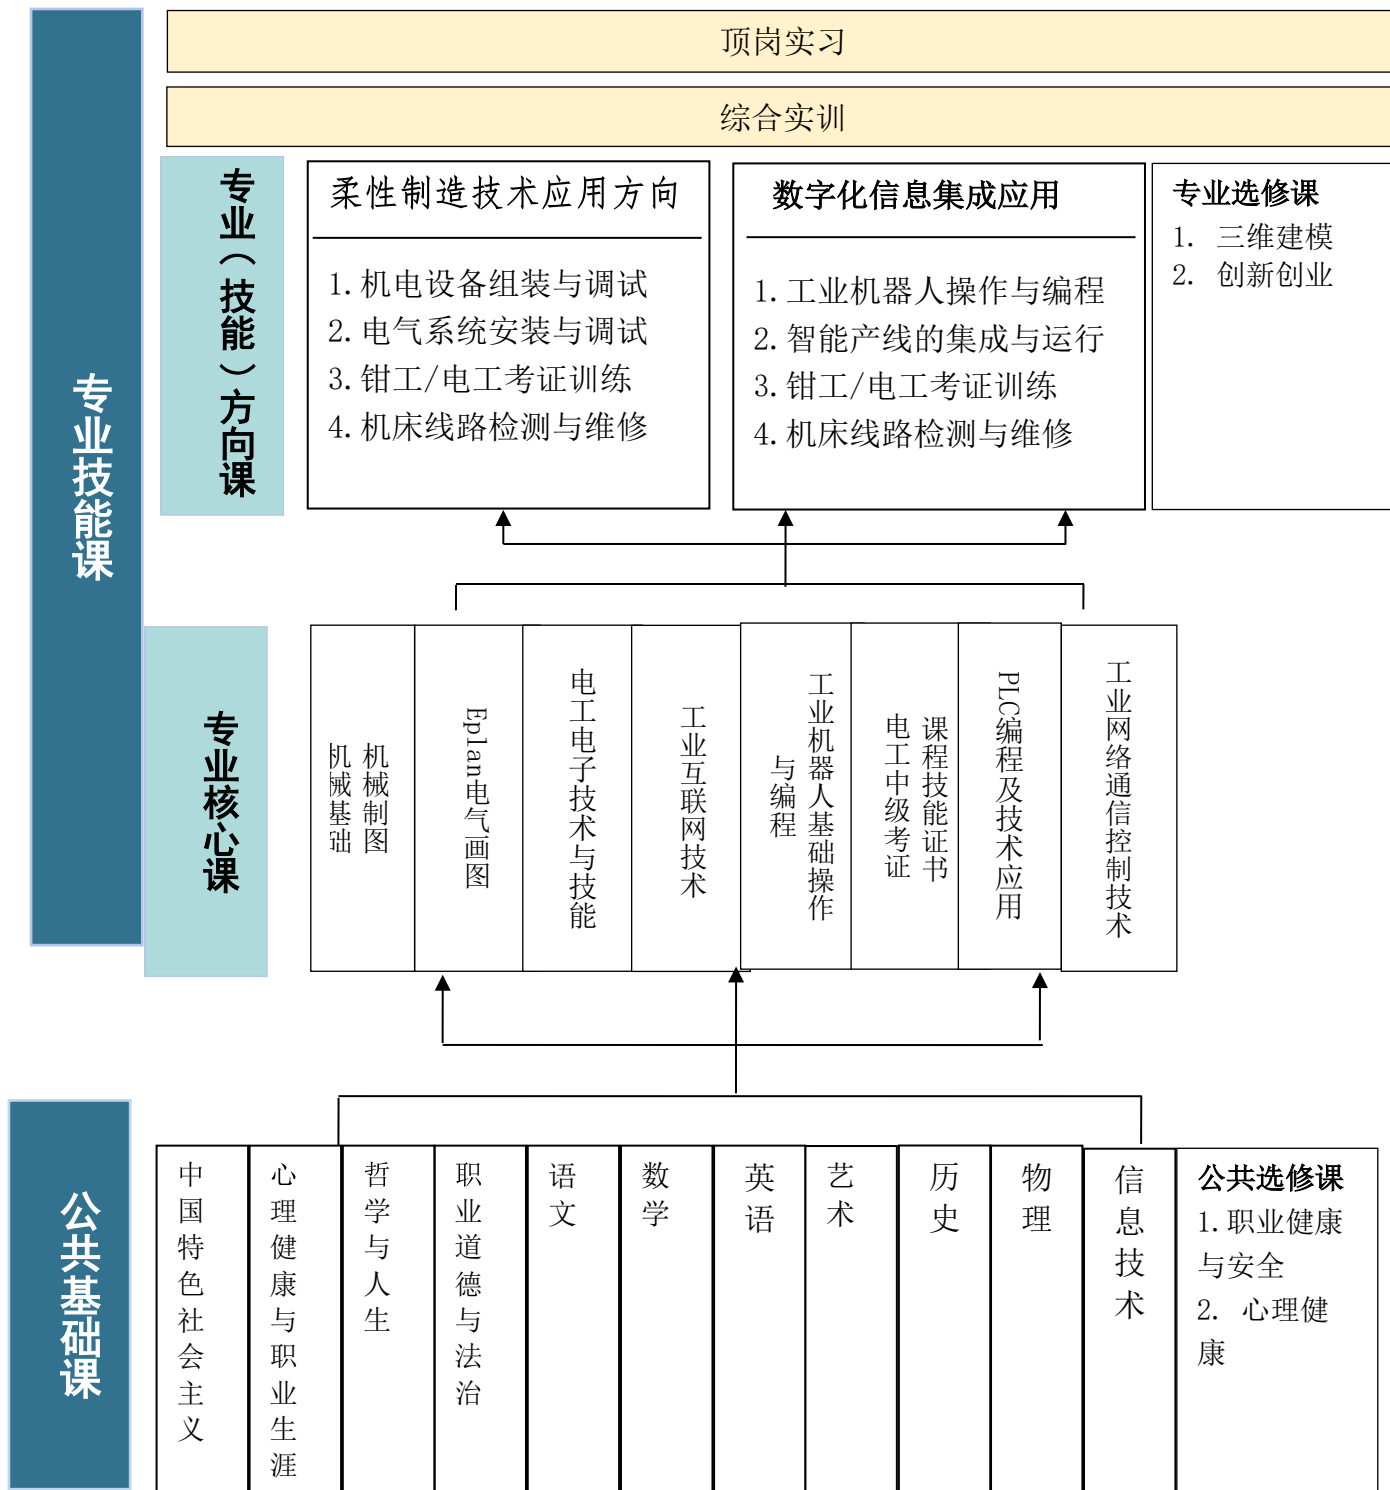 顶岗实习
综合实训
专业技能课
专业（技能）方向课
柔性制造技术应用方向
1.机电设备组装与调试
2.电气系统安装与调试
3.钳工/电工考证训练
4.机床线路检测与维修
数字化信息集成应用
1.工业机器人操作与编程
2.智能产线的集成与运行
3.钳工/电工考证训练
4.机床线路检测与维修
专业选修课
1. 三维建模
2. 创新创业
专业核心课
机械制图
机械基础
Eplan电气画图
电工电子技术与技能
工业互联网技术
工业机器人基础操作
与编程
课程技能证书
电工中级考证
PLC编程及技术应用
工业网络通信控制技术
公共基础课
中国特色社会主义
心理健康与职业生涯
哲学与人生
职业道德与法治
语文
数学
英语
艺术
历史
物理
信息技术
公共选修课
1.职业健康
与安全
2. 心理健
康